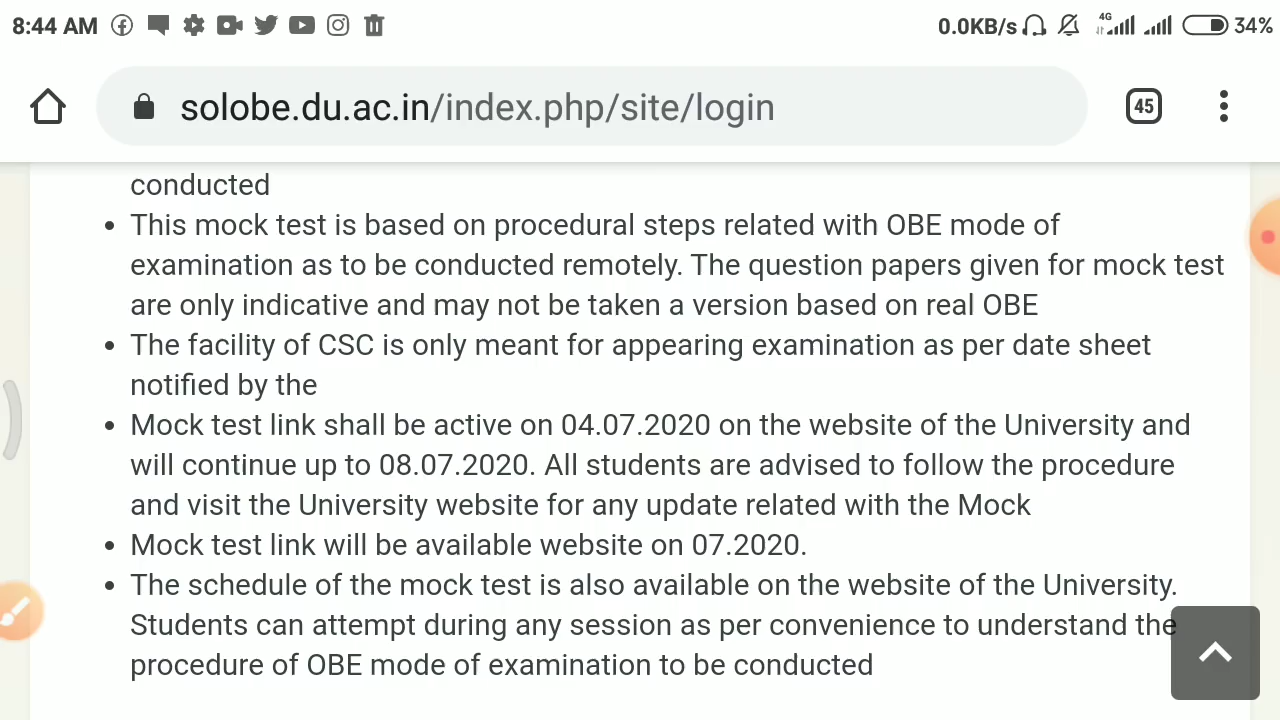 8:44 AM 0.0KB/s 4G 34%
solobe.du.ac.in/index.php/site/login 45
conducted
• This mock test is based on procedural steps related with OBE mode of
examination as to be conducted remotely. The question papers given for mock test
are only indicative and may not be taken a version based on real OBE
• The facility of CSC is only meant for appearing examination as per date sheet
notified by the
• Mock test link shall be active on 04.07.2020 on the website of the University and
will continue up to 08.07.2020. All students are advised to follow the procedure
and visit the University website for any update related with the Mock
• Mock test link will be available website on 07.2020.
• The schedule of the mock test is also available on the website of the University.
Students can attempt during any session as per convenience to understand the
procedure of OBE mode of examination to be conducted